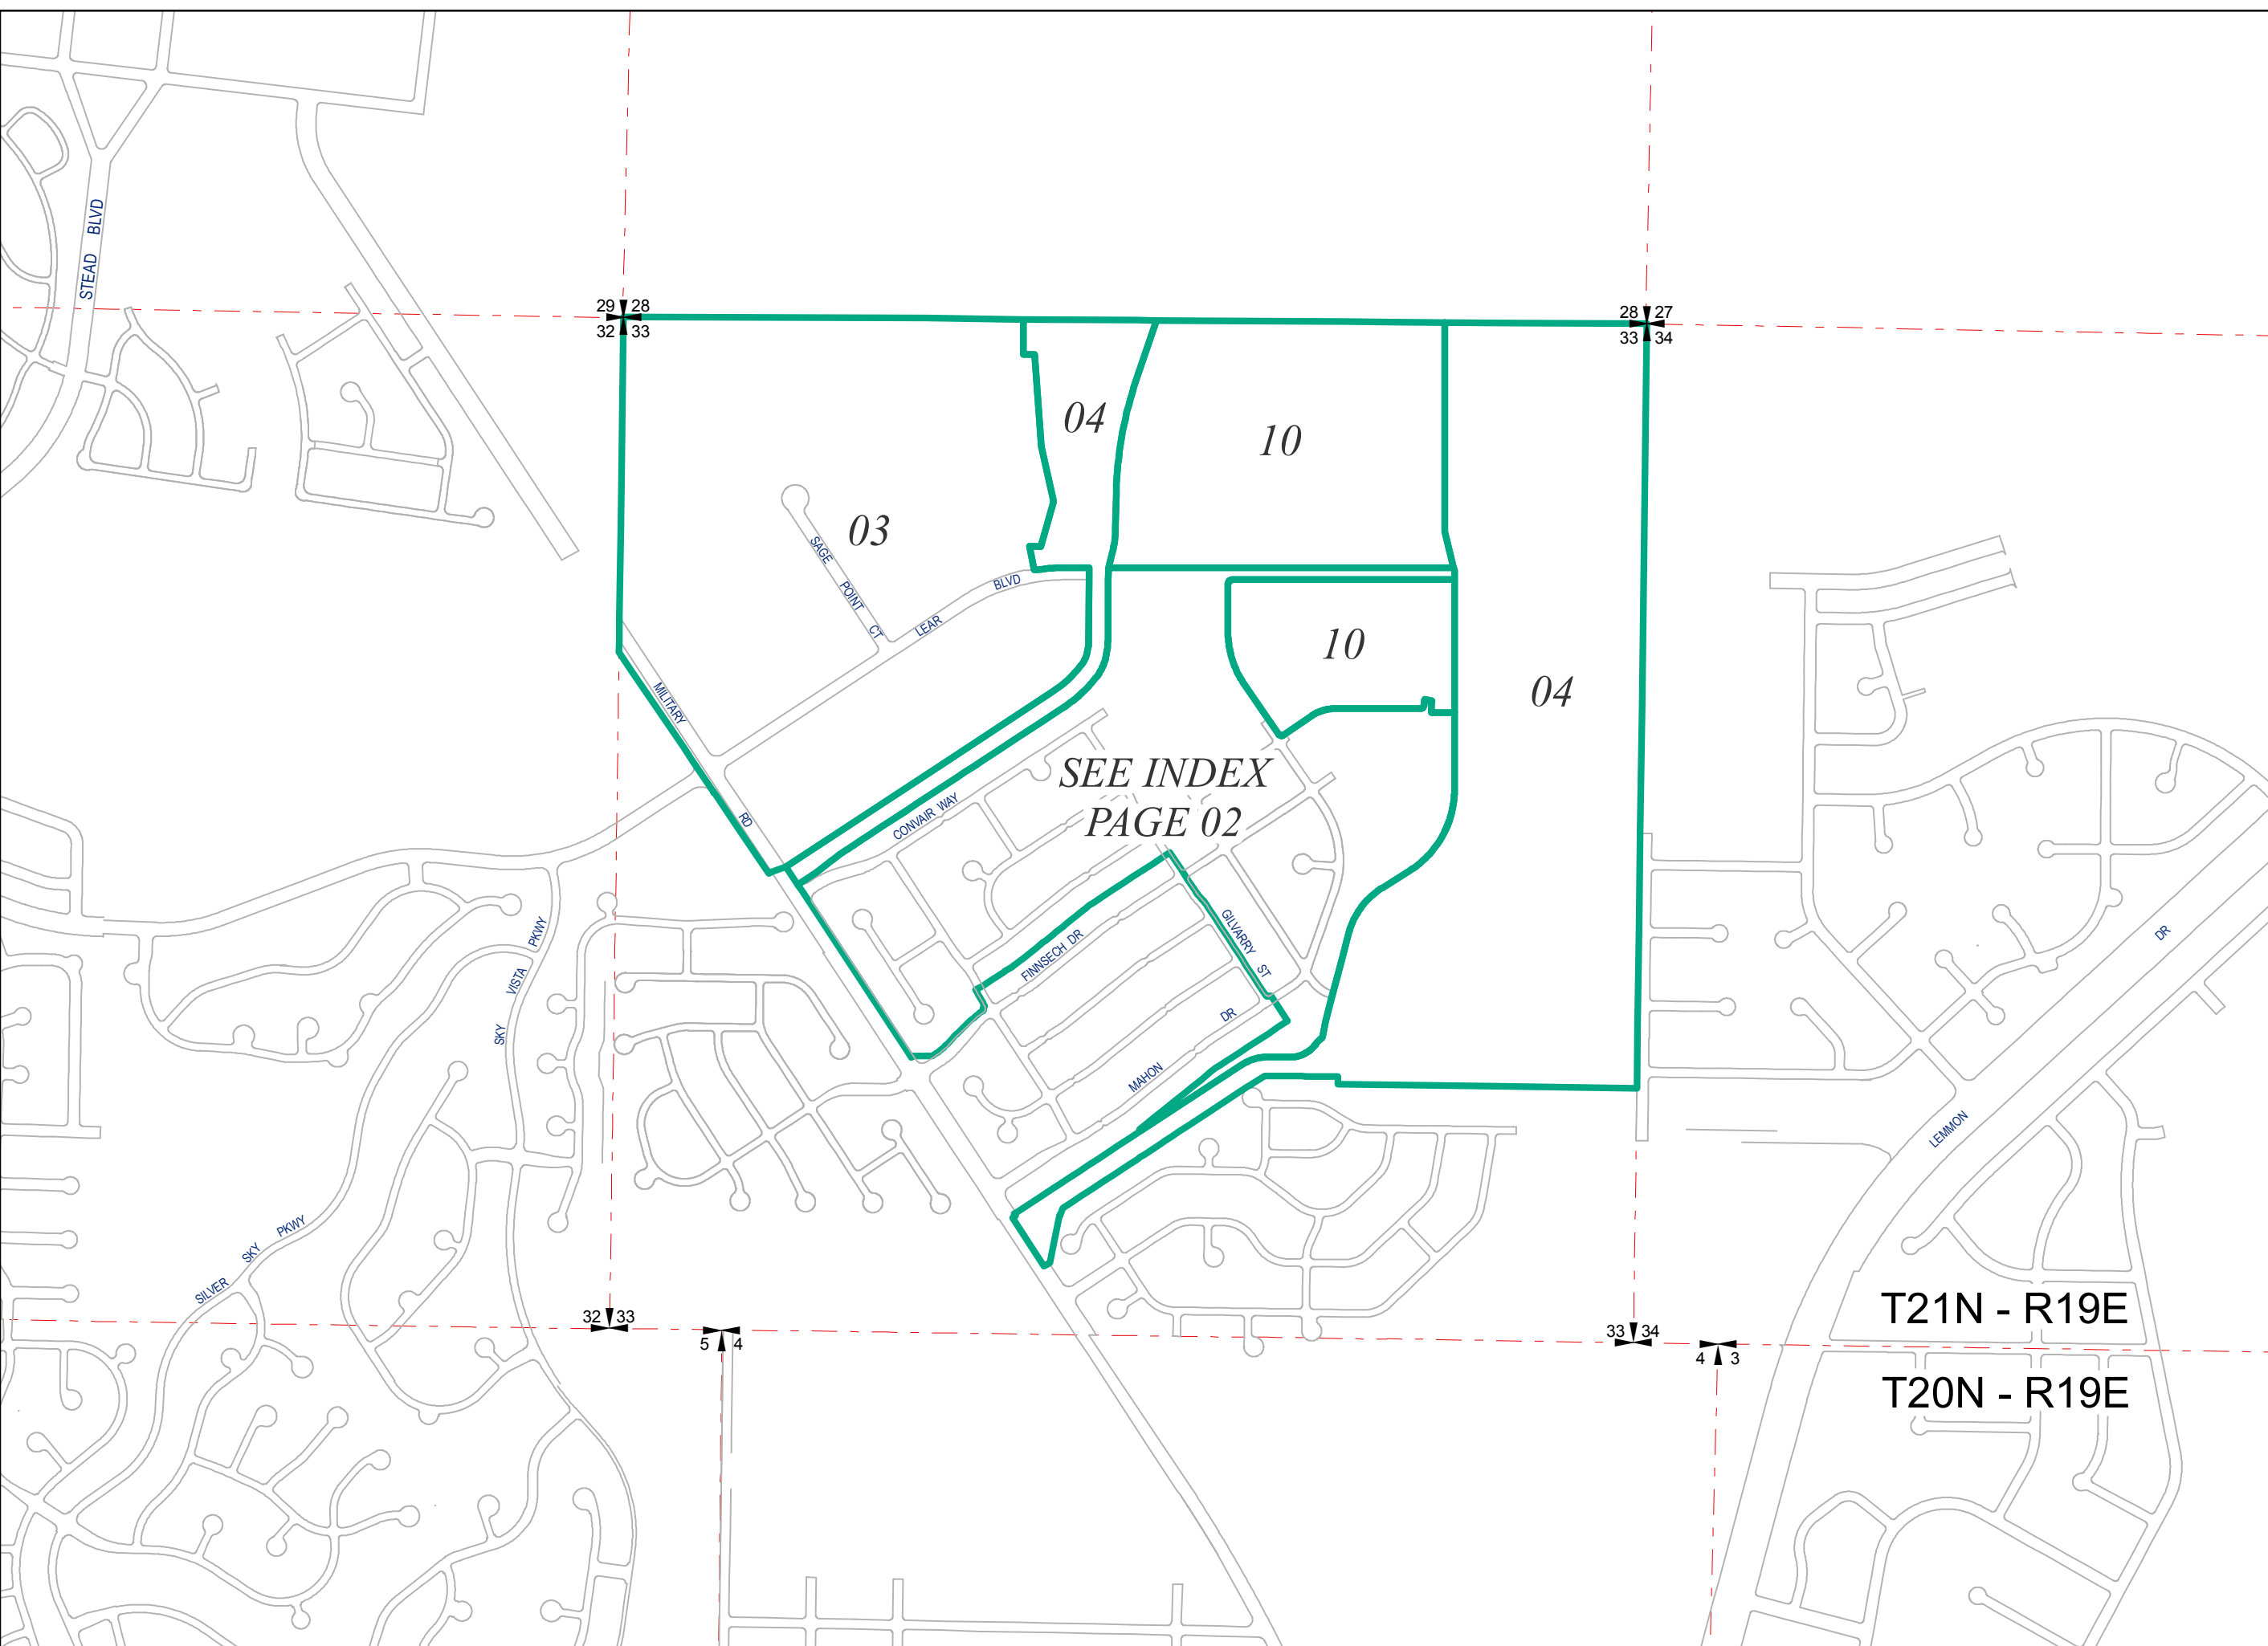 STEAD BLVD
29 28
32 33
28 27
33 34
04
10
03
SAGE POINT CT
LEAR BLVD
10
04
MILITARY RD
SEE INDEX
PAGE 02
CONVAIR WAY
FINNSECH DR
GILVARRY ST
MAHON DR
SKY VISTA PKWY
SILVER SKY PKWY
LEMMON DR
32 33
5 4
33 34
4 3
T21N - R19E
T20N - R19E